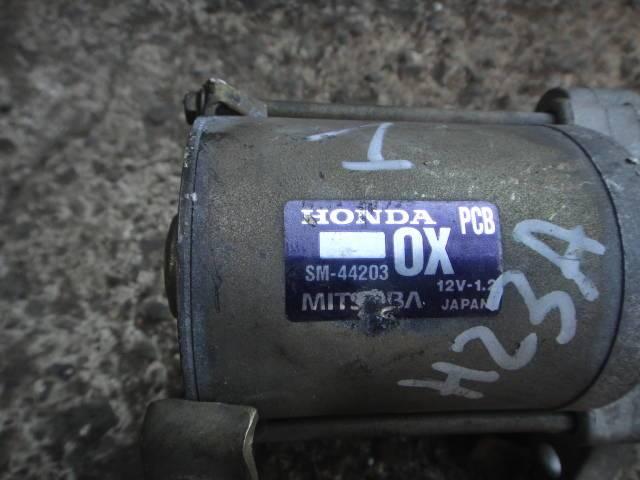 HONDA PCB
OX
SM-44203
12V-1.2
MITSUBA JAPAN
H23A